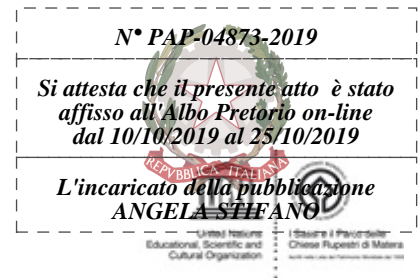 N° PAP-04873-2019
Si attesta che il presente atto è stato
affisso all'Albo Pretorio on-line
dal 10/10/2019 al 25/10/2019
REPVBBLICA ITALIANA
L'incaricato della pubblicazione
ANGELA STIFANO
United Nations
Educational, Scientific and
Cultural Organization
I Sassi e il Parco delle
Chiese Rupestri di Matera